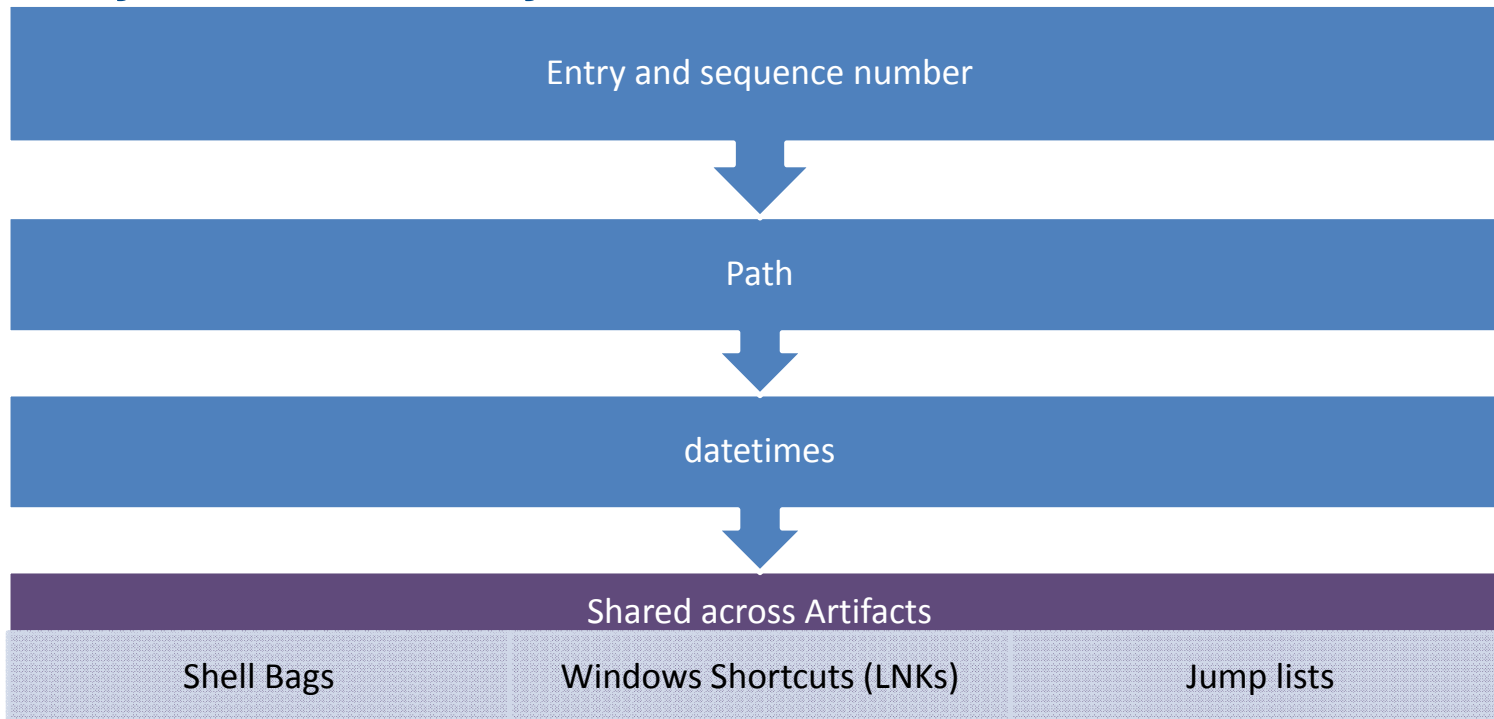 Entry and sequence number
Path
datetimes
Shared across Artifacts
Shell Bags
Windows Shortcuts (LNKs)
Jump lists